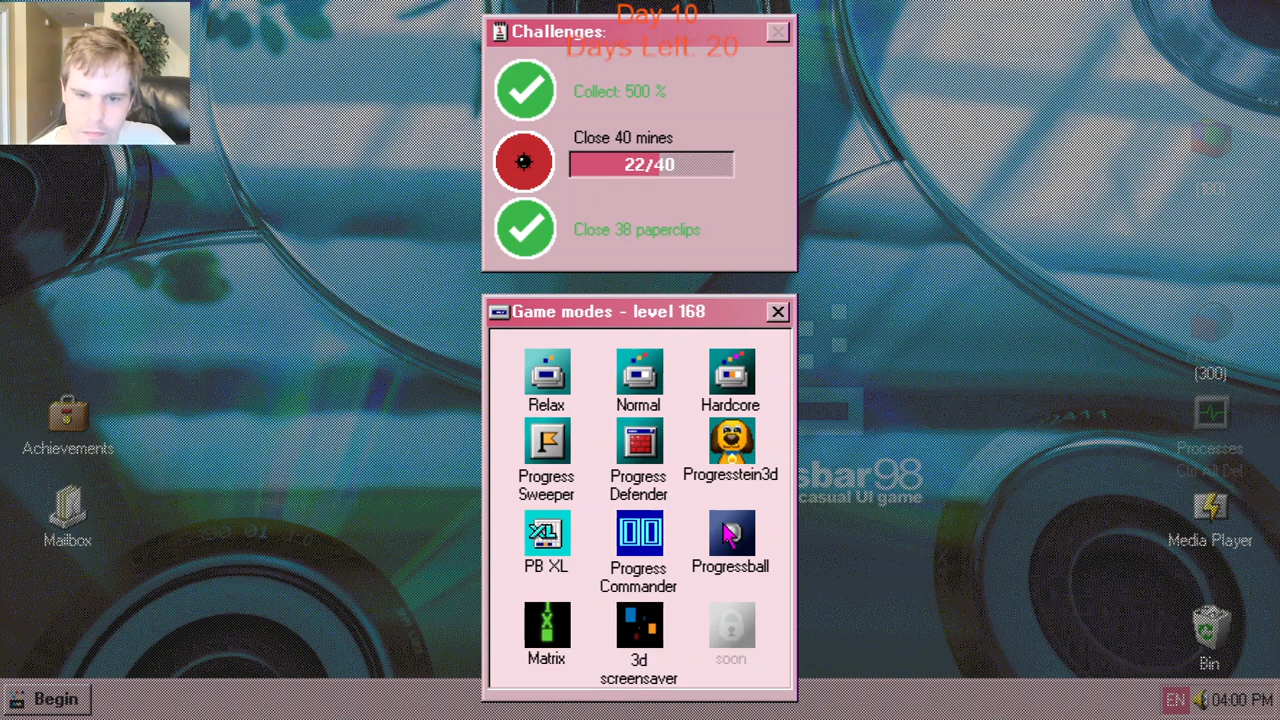 Day 10
Challenges:
Days Left: 20
Collect: 500 %
Close 40 mines
22/40
Close 38 paperclips
Game modes - level 168
Relax
Normal
Hardcore
Progress
Sweeper
Progress
Defender
Progresstein3d
XL
PB XL
Progress
Commander
Progressball
X
Matrix
3d
screensaver
soon
Achievements
Mailbox
(300)
Processes
Ctrl Alt Del
Media Player
Bin
sbar98
casual UI game
Begin
EN
04:00 PM